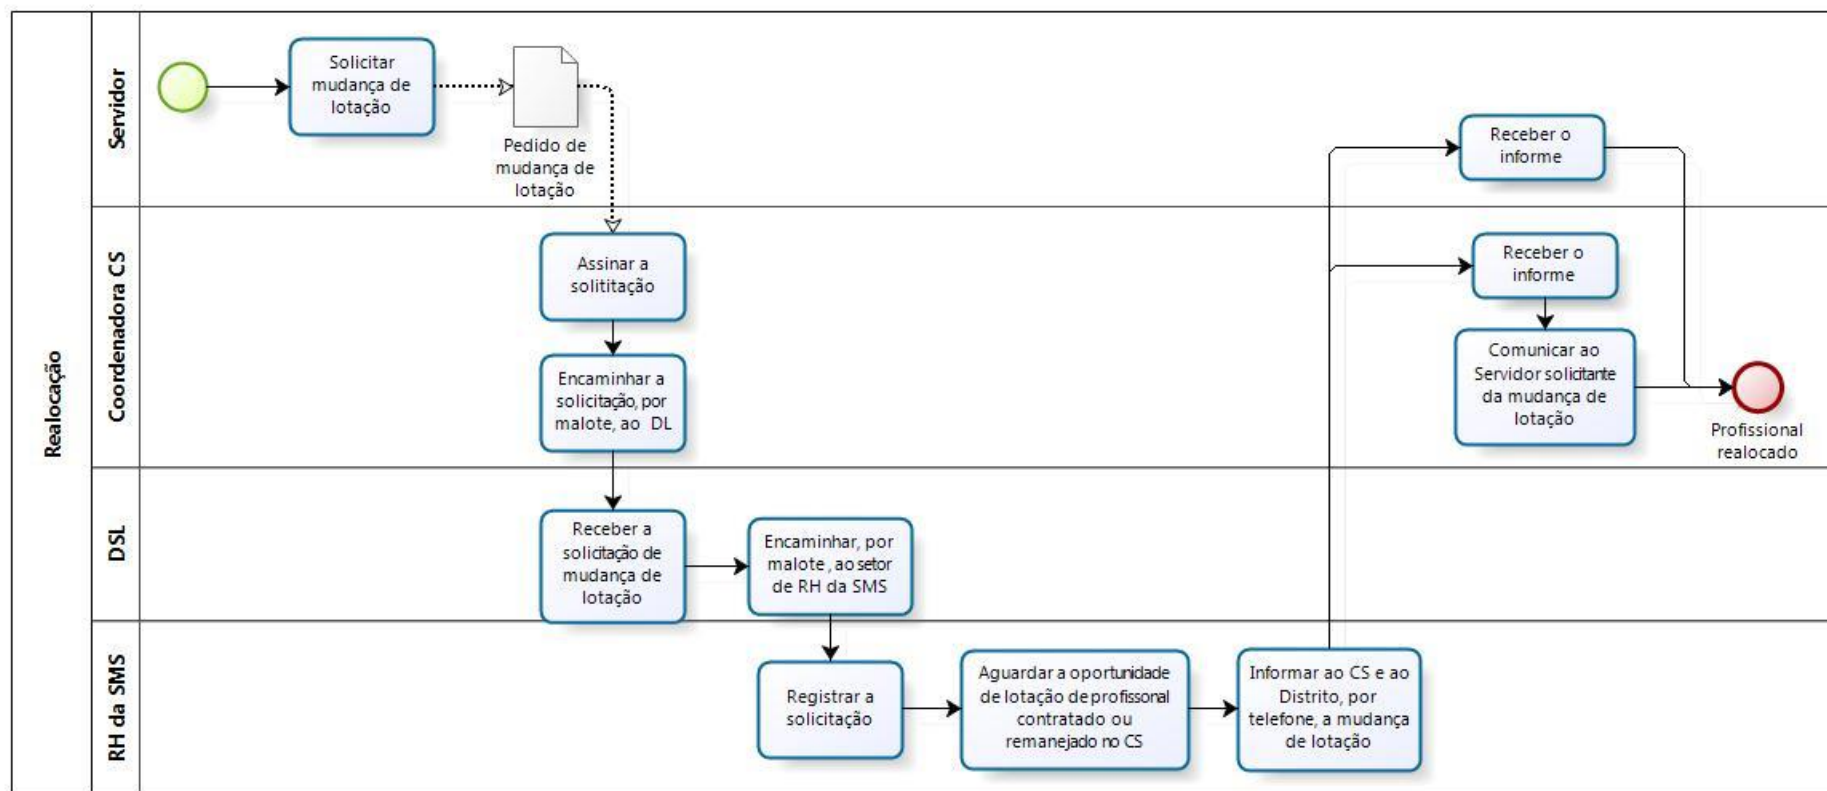 Realocação
Servidor
Solicitar
mudança de
lotação
Pedido de
mudança de
lotação
Receber o
informe
Coordenadora CS
Assinar a
solititação
Encaminhar a
solicitação, por
malote, ao DL
Receber o
informe
Comunicar ao
Servidor solicitante
da mudança de
lotação
Profissional
realocado
DSL
Receber a
solicitação de
mudança de
lotação
Encaminhar, por
malote , ao setor
de RH da SMS
RH da SMS
Registrar a
solicitação
Aguardar a oportunidade
de lotação de profissonal
contratado ou
remanejado no CS
Informar ao CS e ao
Distrito, por
telefone, a mudança
de lotação